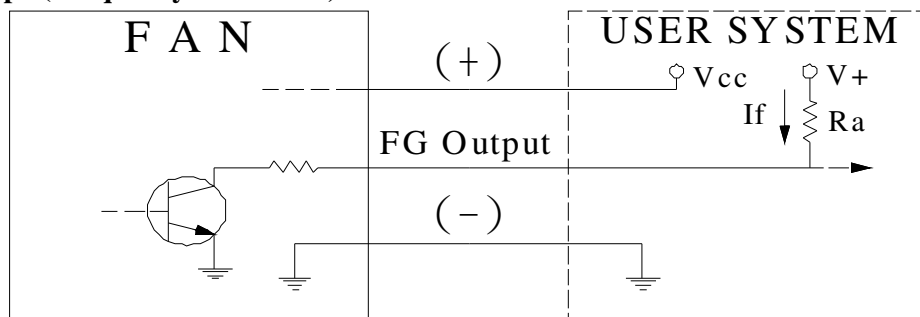 F A N
USER SYSTEM
(+)
Vcc
V+
If
Ra
FG Output
(-)